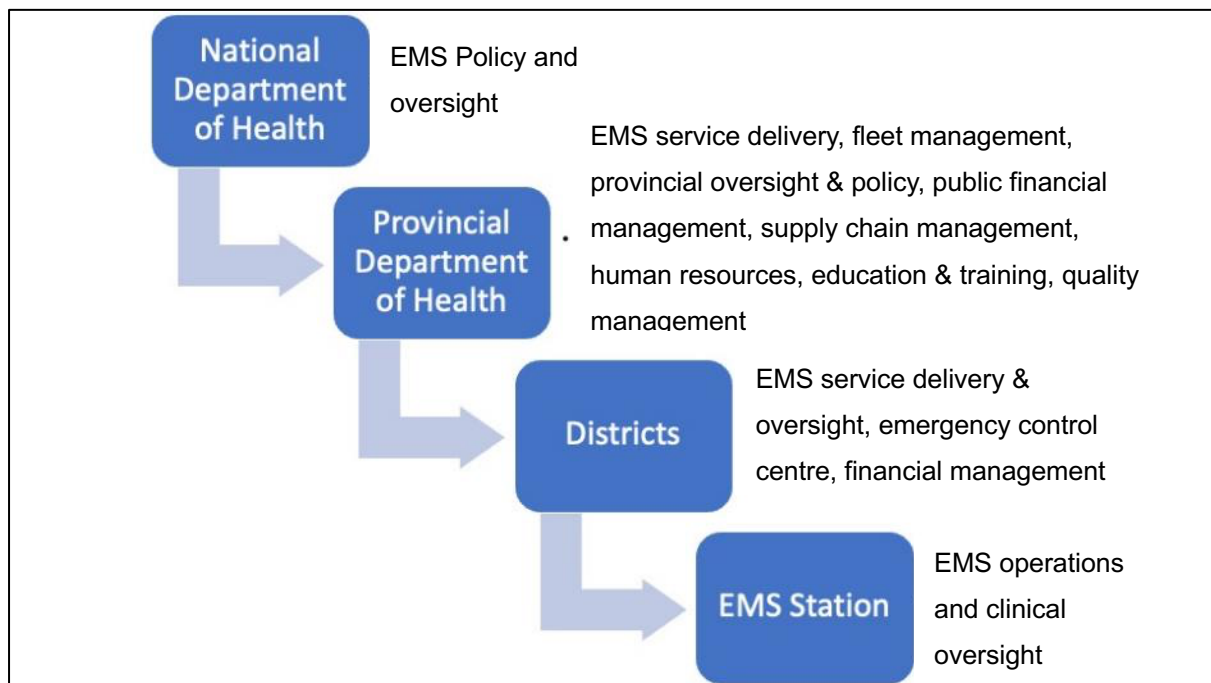 National
Department
of Health
EMS Policy and
oversight
Provincial
Department
of Health
EMS service delivery, fleet management,
provincial oversight & policy, public financial
management, supply chain management,
human resources, education & training, quality
management
Districts
EMS service delivery &
oversight, emergency control
centre, financial management
EMS Station
EMS operations
and clinical
oversight